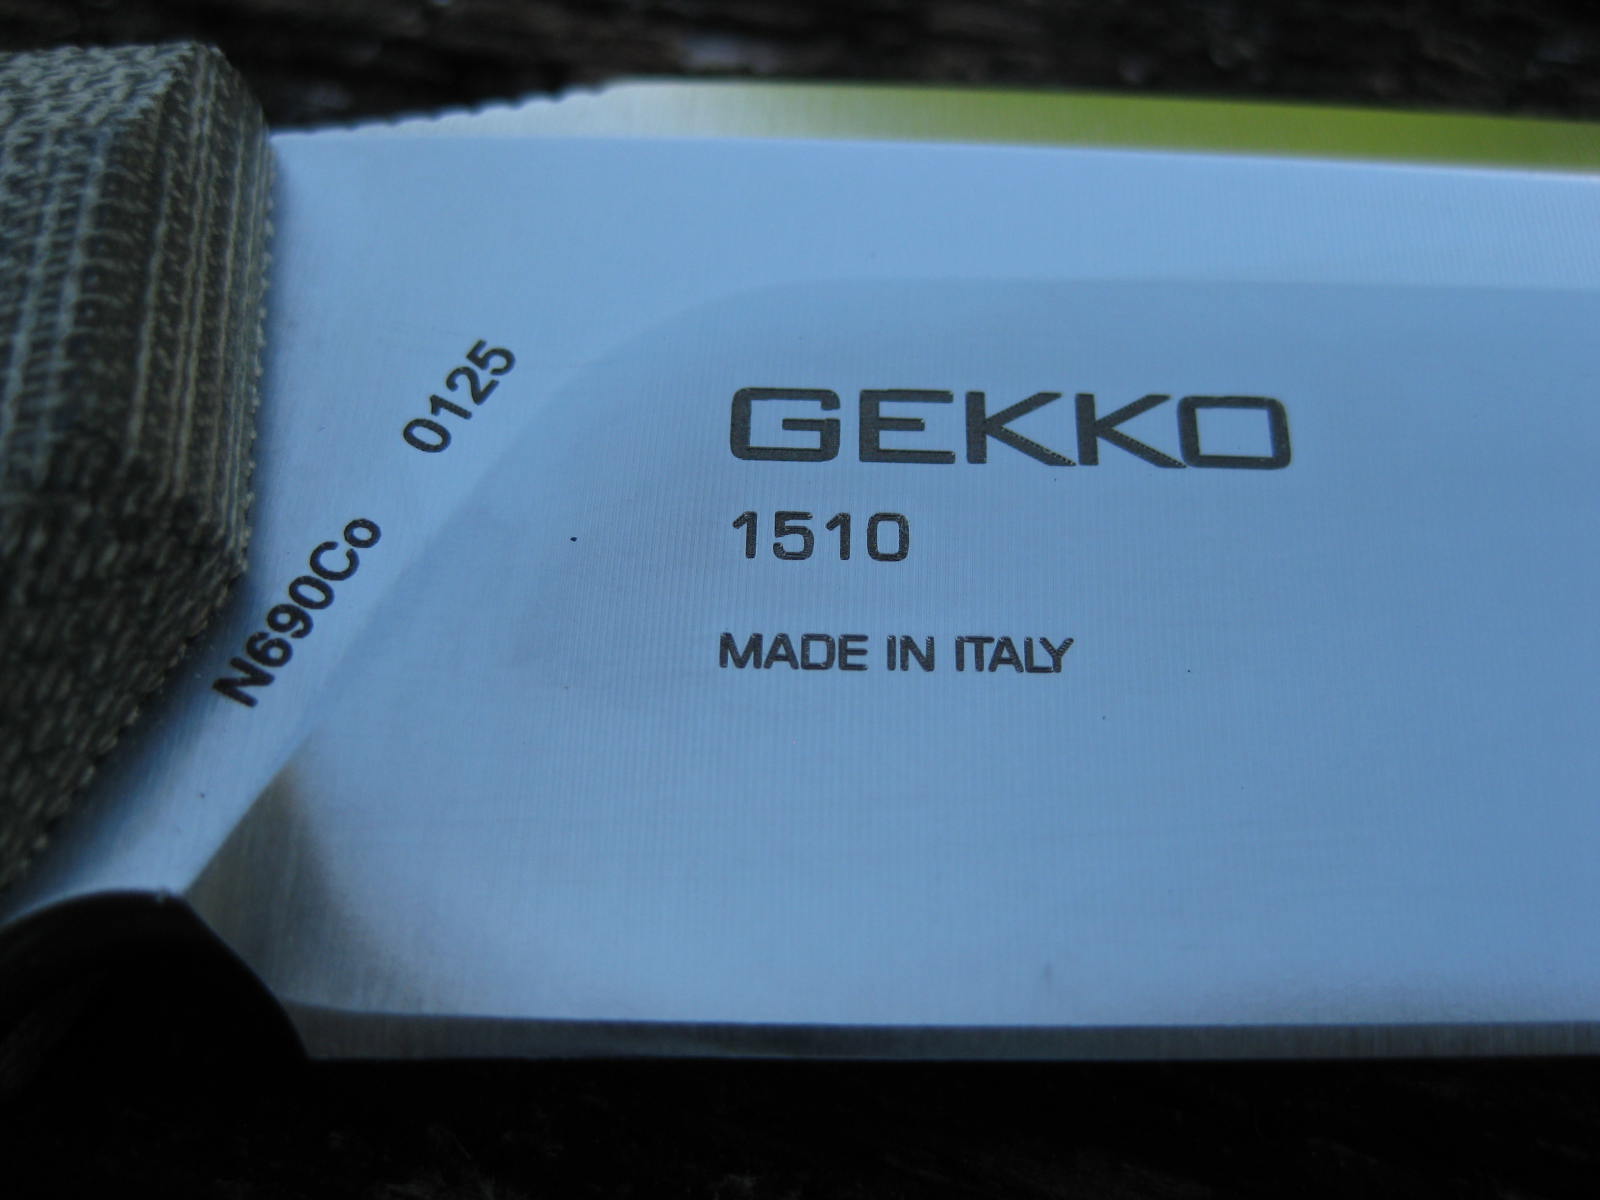 N690Co 0125
GEKKO
1510
MADE IN ITALY